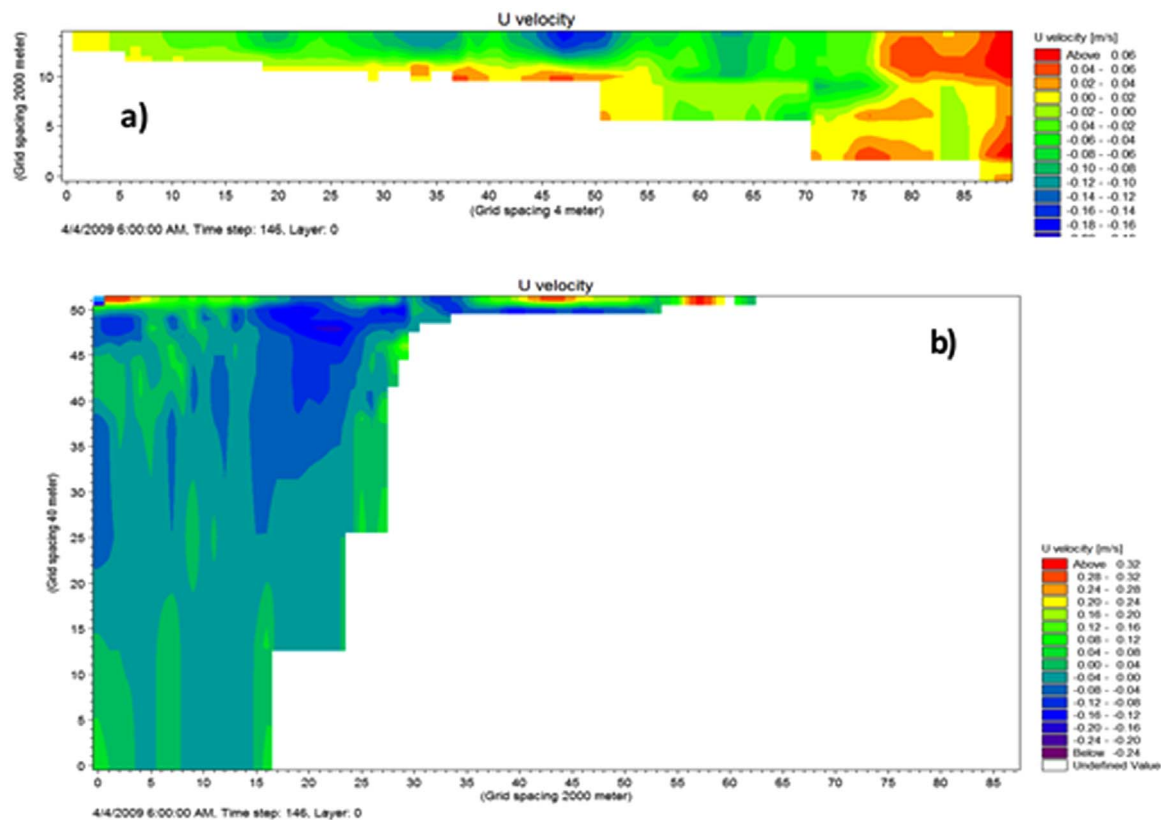 U velocity
(Grid spacing 2000 meter)
10
5
0
a)
0 5 10 15 20 25 30 35 40 45 50 55 60 65 70 75 80 85
(Grid spacing 4 meter)
4/4/2009 6:00:00 AM, Time step: 146, Layer: 0
U velocity [m/s]
Above 0.06
0.04 - 0.06
0.02 - 0.04
0.00 - 0.02
-0.02 - 0.00
-0.04 - -0.02
-0.06 - -0.04
-0.08 - -0.06
-0.10 - -0.08
-0.12 - -0.10
-0.14 - -0.12
-0.16 - -0.14
-0.18 - -0.16
U velocity
(Grid spacing 40 meter)
50
45
40
35
30
25
20
15
10
5
0
b)
0 5 10 15 20 25 30 35 40 45 50 55 60 65 70 75 80 85
(Grid spacing 2000 meter)
4/4/2009 6:00:00 AM, Time step: 146, Layer: 0
U velocity [m/s]
Above 0.32
0.28 - 0.32
0.24 - 0.28
0.20 - 0.24
0.16 - 0.20
0.12 - 0.16
0.08 - 0.12
0.04 - 0.08
0.00 - 0.04
-0.04 - 0.00
-0.08 - -0.04
-0.12 - -0.08
-0.16 - -0.12
-0.20 - -0.16
-0.24 - -0.20
Below -0.24
Undefined Value